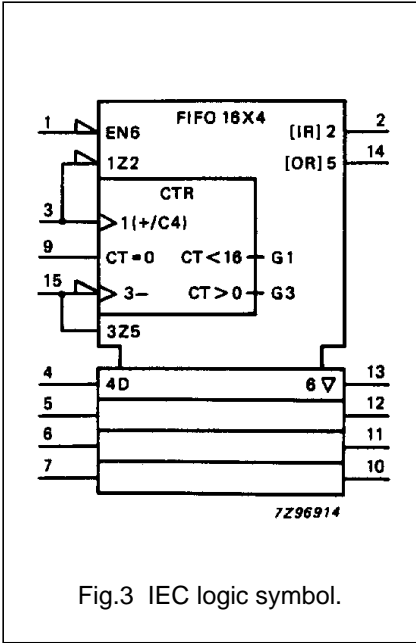 FIFO 16X4
1 EN6 [IR] 2 2
1Z2 [OR] 5 14
CTR
3 1(+/C4)
9 CT=0 CT<16 G1
15 3− CT>0 G3
3Z5
4 4D 6 ▽ 13
5 12
6 11
7 10
7Z96914
Fig.3 IEC logic symbol.